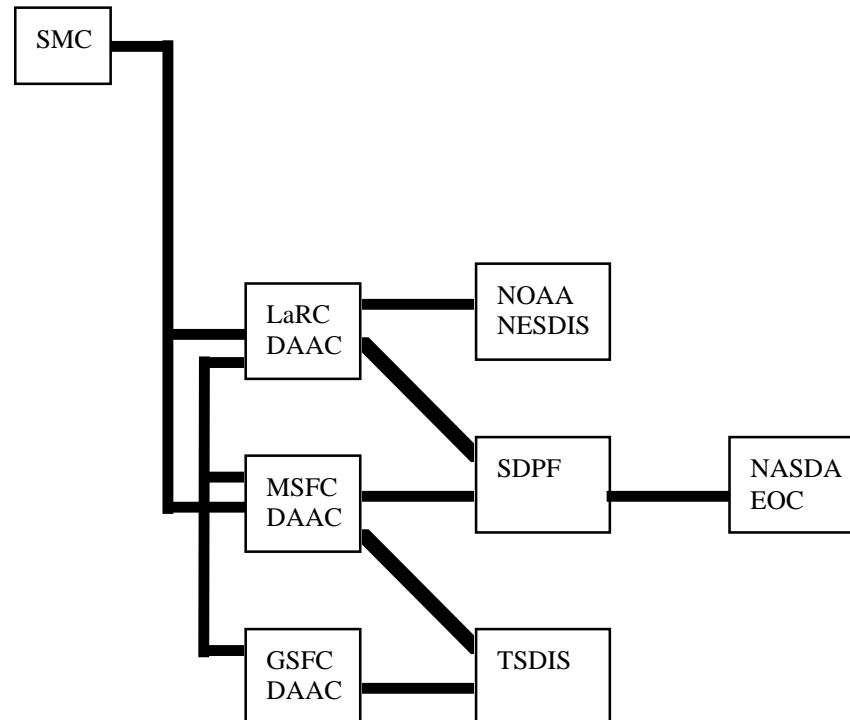 SMC
LaRC
DAAC
NOAA
NESDIS
MSFC
DAAC
SDPF
NASDA
EOC
GSFC
DAAC
TSDIS